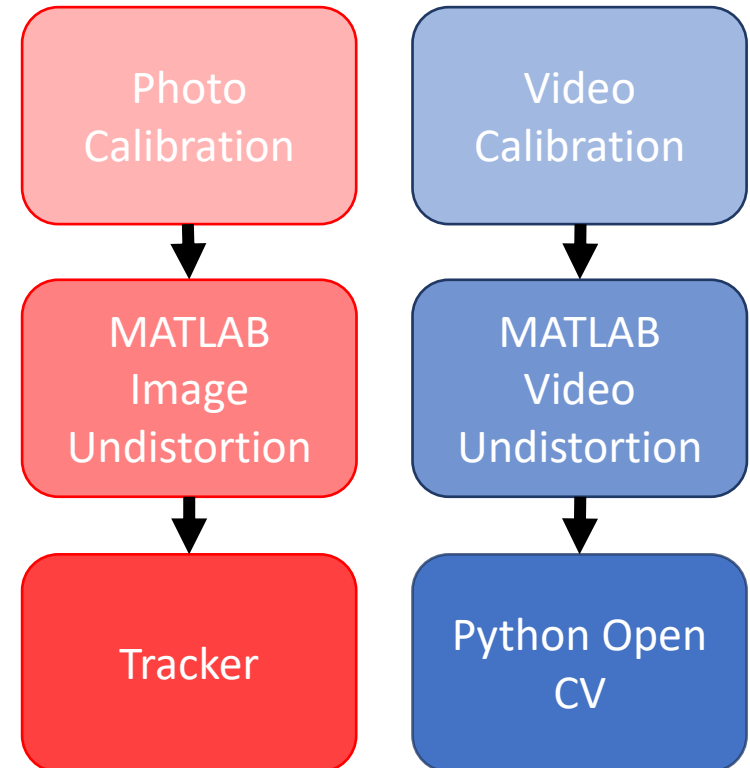 Photo
Calibration
MATLAB
Image
Undistortion
Tracker
Video
Calibration
MATLAB
Video
Undistortion
Python Open
CV